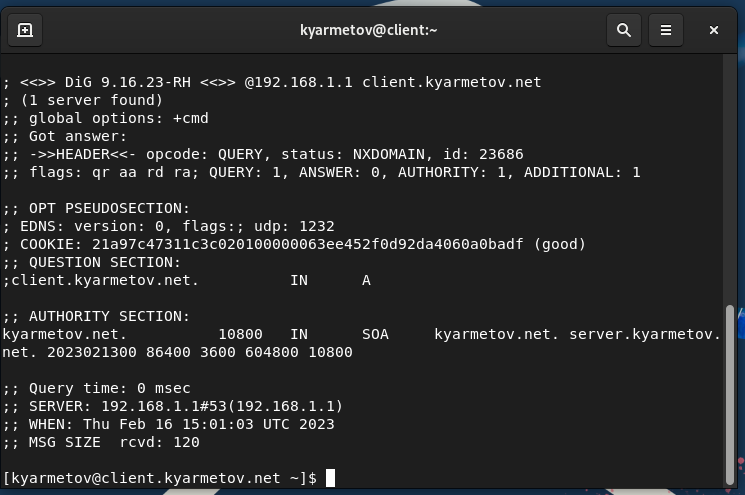 kyarmetov@client:~
; <<>> DiG 9.16.23-RH <<>> @192.168.1.1 client.kyarmetov.net
; (1 server found)
;; global options: +cmd
;; Got answer:
;; ->>HEADER<<- opcode: QUERY, status: NXDOMAIN, id: 23686
;; flags: qr aa rd ra; QUERY: 1, ANSWER: 0, AUTHORITY: 1, ADDITIONAL: 1
;; OPT PSEUDOSECTION:
; EDNS: version: 0, flags:; udp: 1232
; COOKIE: 21a97c47311c3c020100000063ee452f0d92da4060a0badf (good)
;; QUESTION SECTION:
;client.kyarmetov.net.          IN      A
;; AUTHORITY SECTION:
kyarmetov.net.          10800   IN      SOA     kyarmetov.net. server.kyarmetov.
net. 2023021300 86400 3600 604800 10800
;; Query time: 0 msec
;; SERVER: 192.168.1.1#53(192.168.1.1)
;; WHEN: Thu Feb 16 15:01:03 UTC 2023
;; MSG SIZE  rcvd: 120
[kyarmetov@client.kyarmetov.net ~]$